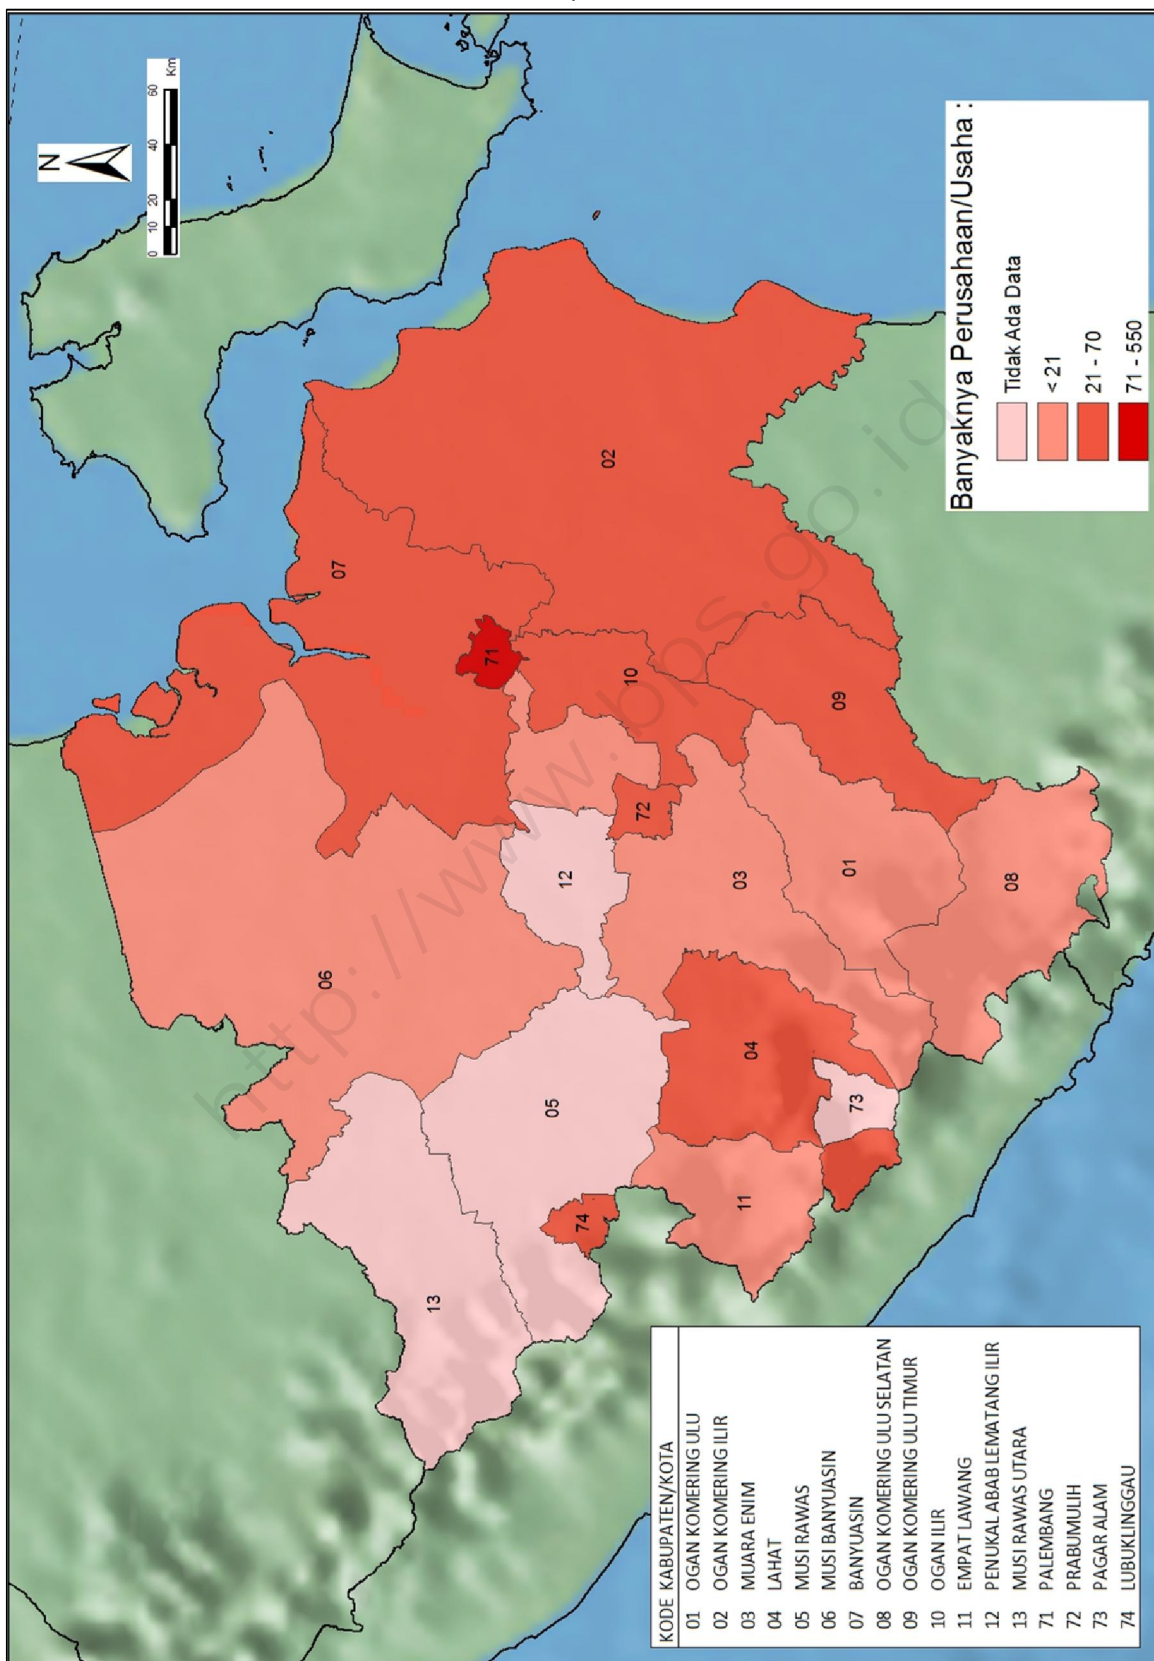 N
0 10 20 40 60
Km
07
02
71
10
09
72
12
06
03
01
08
04
05
73
11
74
13
Banyaknya Perusahaan/Usaha :
Tidak Ada Data
< 21
21 - 70
71 - 550
KODE KABUPATEN/KOTA
01 OGAN KOMERING ULU
02 OGAN KOMERING ILIR
03 MUARA ENIM
04 LAHAT
05 MUSI RAWAS
06 MUSI BANYUASIN
07 BANYUASIN
08 OGAN KOMERING ULU SELATAN
09 OGAN KOMERING ULU TIMUR
10 OGAN ILIR
11 EMPAT LAWANG
12 PENUKAL ABAB LEMATANG ILIR
13 MUSI RAWAS UTARA
71 PALEMBANG
72 PRABUMULIH
73 PAGAR ALAM
74 LUBUKLINGGAU
http://www.bps.go.id